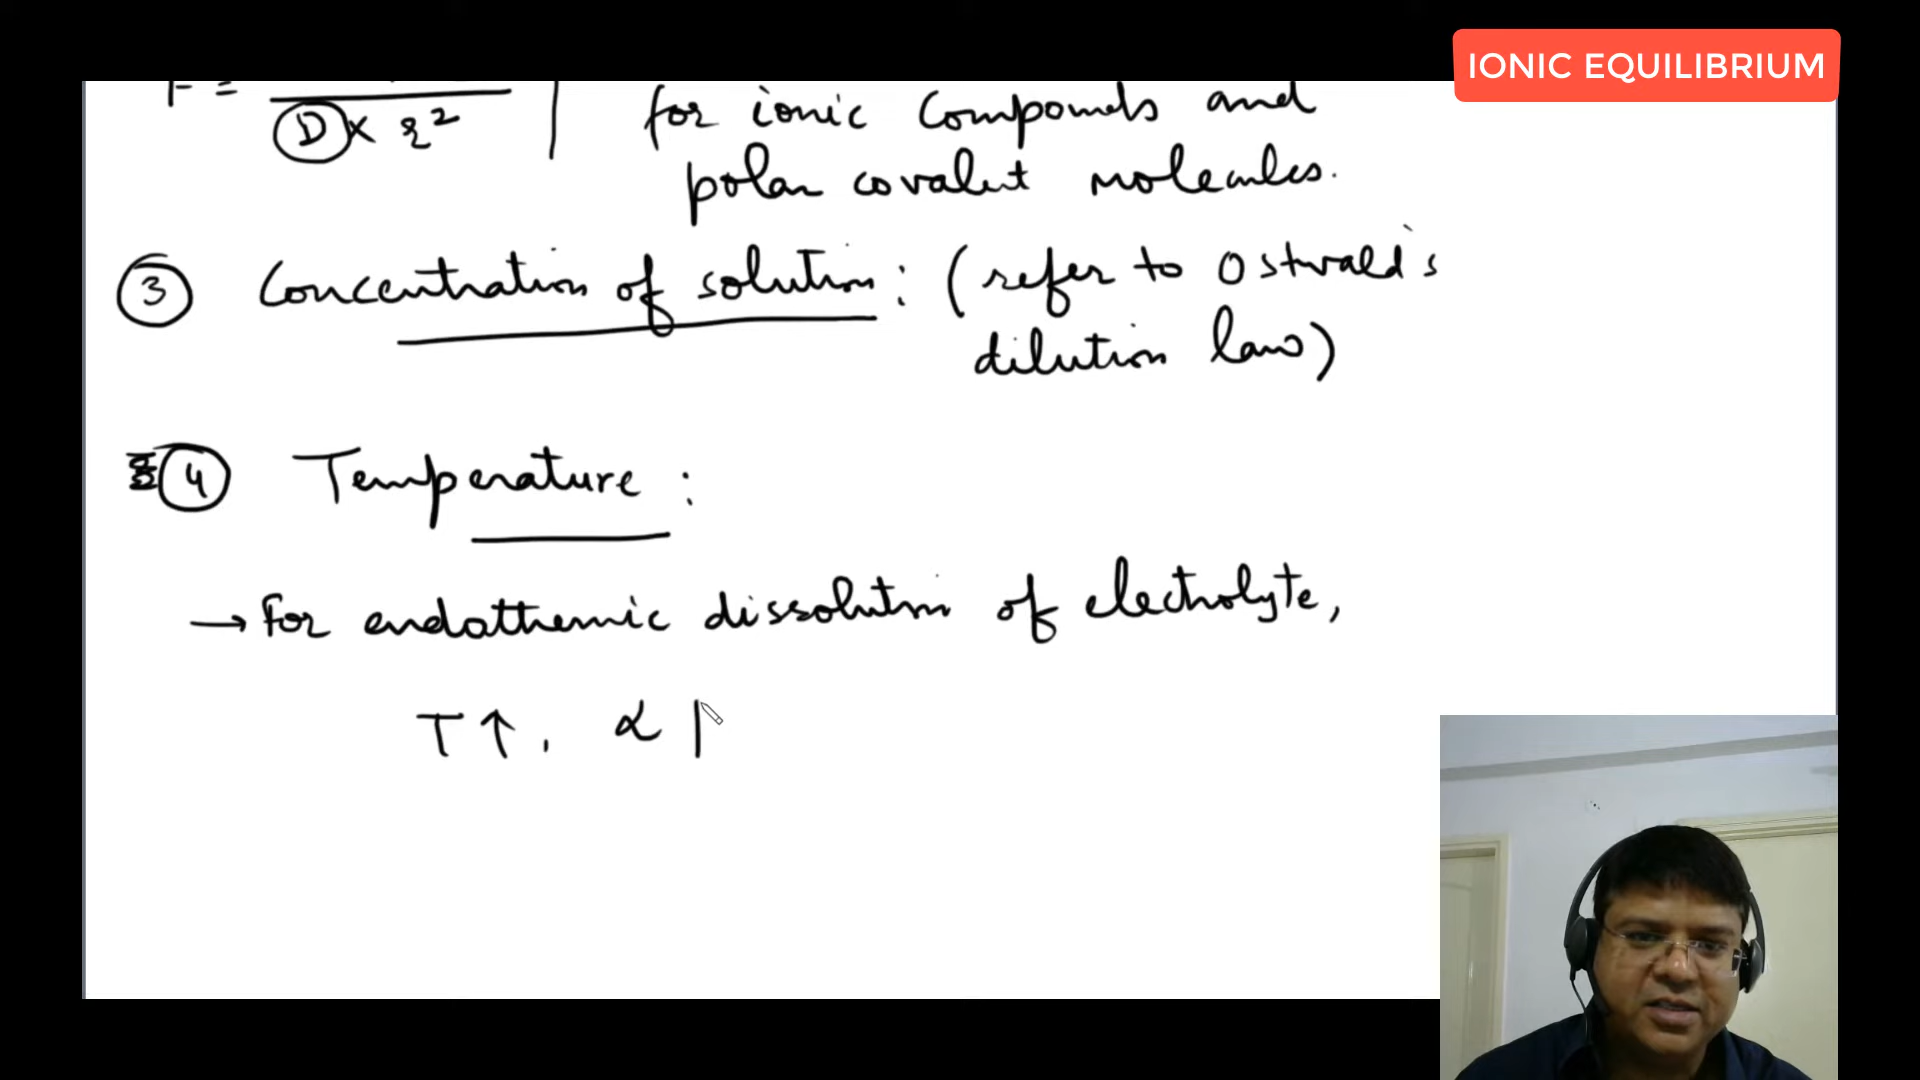 IONIC EQUILIBRIUM
F =
D × r²
for ionic compounds and
polar covalent molecules.
③ Concentration of solution : (refer to Ostwald's
dilution law)
④ Temperature :
→ For endothermic dissolution of electrolyte,
T↑, α |